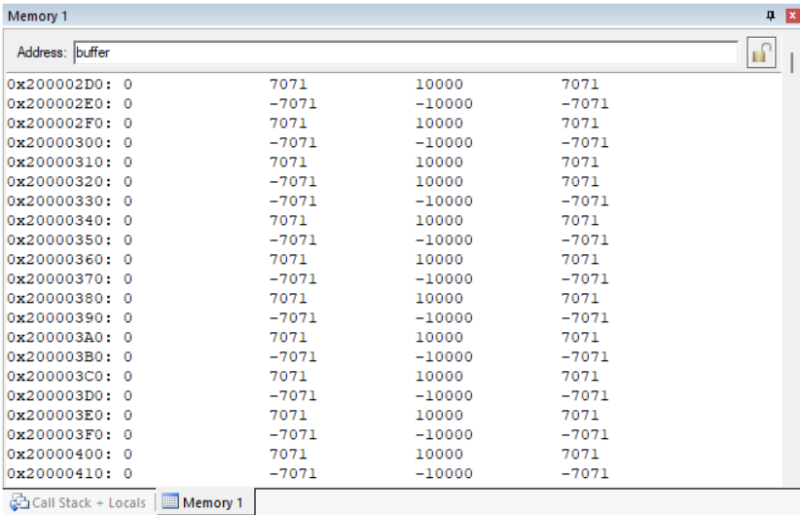 Memory 1
Address: buffer
0x200002D0: 0 7071 10000 7071
0x200002E0: 0 -7071 -10000 -7071
0x200002F0: 0 7071 10000 7071
0x20000300: 0 -7071 -10000 -7071
0x20000310: 0 7071 10000 7071
0x20000320: 0 -7071 10000 7071
0x20000330: 0 -7071 -10000 -7071
0x20000340: 0 7071 10000 7071
0x20000350: 0 -7071 -10000 -7071
0x20000360: 0 7071 10000 7071
0x20000370: 0 -7071 -10000 -7071
0x20000380: 0 7071 10000 7071
0x20000390: 0 -7071 -10000 -7071
0x200003A0: 0 7071 10000 7071
0x200003B0: 0 -7071 -10000 -7071
0x200003C0: 0 7071 10000 7071
0x200003D0: 0 -7071 -10000 -7071
0x200003E0: 0 7071 10000 7071
0x200003F0: 0 -7071 -10000 -7071
0x20000400: 0 7071 10000 7071
0x20000410: 0 -7071 -10000 -7071
Call Stack + Locals Memory 1